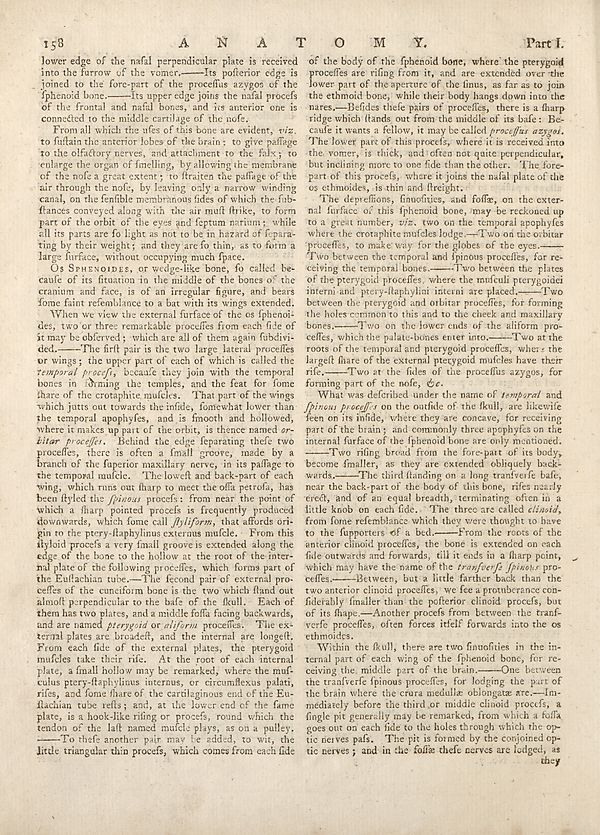 158 ANATOMY. Part I.
lower edge of the naſal perpendicular plate is received
into the furrow of the vomer.——Its poſterior edge is
joined to the fore-part of the proceſſus azygos of the
ſphenoid bone.——Its upper edge joins the naſal proceſs
of the frontal and naſal bones, and its anterior one is
connected to the middle cartilage of the noſe.
From all which the uſes of this bone are evident, viz.
to ſuſtain the anterior lobes of the brain; to give paſſage
to the olfactory nerves, and attachment to the falx; to
enlarge the organ of ſmelling, by allowing the membrane
of the noſe a great extent; to ſtraiten the paſſage of the
air through the noſe, by leaving only a narrow winding
canal, on the ſenſible membranous ſides of which the ſub-
ſtances conveyed along with the air muſt ſtrike, to form
part of the orbit of the eyes and ſeptum narium; while
all its parts are ſo light as not to be in hazard of ſepara-
ting by their weight; and they are ſo thin, as to form a
large ſurface, without occupying much ſpace.
Os Sphenoides, or wedge-like bone, ſo called be-
cauſe of its ſituation in the middle of the bones of the
cranium and face, is of an irregular figure, and bears
ſome faint reſemblance to a bat with its wings extended.
When we view the external ſurface of the os ſphenoi-
des, two or three remarkable proceſſes from each ſide of
it may be obſerved; which are all of them again ſubdivi-
ded.——The firſt pair is the two large lateral proceſſes
or wings; the upper part of each of which is called the
temporal proceſs, becauſe they join with the temporal
bones in forming the temples, and the ſeat for ſome
ſhare of the crotaphite muſcles. That part of the wings
which jutts out towards the inſide, ſomewhat lower than
the temporal apophyſes, and is ſmooth and hollowed,
where it makes up part of the orbit, is thence named or-
bitar proceſſes. Behind the edge ſeparating theſe two
proceſſes, there is often a ſmall groove, made by a
branch of the ſuperior maxillary nerve, in its paſſage to
the temporal muſcle. The loweſt and back-part of each
wing, which runs out ſharp to meet the oſſa petroſa, has
been ſtyled the ſpinous proceſs: from near the point of
which a ſharp pointed proceſs is frequently produced
downwards, which ſome call ſtyliform, that affords ori-
gin to the ptery-ſtaphylinus externus muſcle. From this
ſtyloid proceſs a very ſmall groove is extended along the
edge of the bone to the hollow at the root of the inter-
nal plate of the following proceſſes, which forms part of
the Euſtachian tube.—The ſecond pair of external pro-
ceſſes of the cuneiform bone is the two which ſtand out
almoſt perpendicular to the baſe of the ſkull. Each of
them has two plates, and a middle foſſa facing backwards,
and are named pterygoid or aliform proceſſes. The ex-
ternal plates are broadeſt, and the internal are longeſt.
From each ſide of the external plates, the pterygoid
muſcles take their riſe. At the root of each internal
plate, a ſmall hollow may be remarked, where the muſ-
culus ptery-ſtaphylinus internus, or circumflexus palati,
riſes, and ſome ſhare of the cartilaginous end of the Eu-
ſtachian tube reſts; and, at the lower end of the ſame
plate, is a hook-like riſing or proceſs, round which the
tendon of the laſt named muſcle plays, as on a pulley.
——To theſe another pair may be added, to wit, the
little triangular thin proceſs, which comes from each ſide
of the body of the ſphenoid bone, where the pterygoid
proceſſes are riſing from it, and are extended over the
lower part of the aperture of the ſinus, as far as to join
the ethmoid bone, while their body hangs down into the
nares.—Beſides theſe pairs of proceſſes, there is a ſharp
ridge which ſtands out from the middle of its baſe: Be-
cauſe it wants a fellow, it may be called proceſſus azygos.
The lower part of this proceſs, where it is received into
the vomer, is thick, and often not quite perpendicular,
but inclining more to one ſide than the other. The fore-
part of this proceſs, where it joins the naſal plate of the
os ethmoides, is thin and ſtreight.
The depreſſions, ſinuoſities, and foſſæ, on the exter-
nal ſurface of this ſphenoid bone, may be reckoned up
to a great number, viz. two on the temporal apophyſes
where the crotaphite muſcles lodge.—Two on the orbitar
proceſſes, to make way for the globes of the eyes.——
Two between the temporal and ſpinous proceſſes, for re-
ceiving the temporal bones.——Two between the plates
of the pterygoid proceſſes, where the muſculi pterygoidei
interni and ptery-ſtaphylini interni are placed.——Two
between the pterygoid and orbitar proceſſes, for forming
the holes common to this and to the cheek and maxillary
bones.——Two on the lower ends of the aliform pro-
ceſſes, which the palate-bones enter into.——Two at the
roots of the temporal and pterygoid proceſſes, where the
largeſt ſhare of the external pterygoid muſcles have their
riſe.——Two at the ſides of the proceſſus azygos, for
forming part of the noſe, &c.
What was deſcribed under the name of temporal and
ſpinous proceſſes on the outſide of the ſkull, are likewiſe
ſeen on its inſide, where they are concave, for receiving
part of the brain; and commonly three apophyſes on the
internal ſurface of the ſphenoid bone are only mentioned.
——Two riſing broad from the fore-part of its body,
become ſmaller, as they are extended obliquely back-
wards.——The third ſtanding on a long tranſverſe baſe,
near the back-part of the body of this bone, riſes nearly
erect, and of an equal breadth, terminating often in a
little knob on each ſide. The three are called clinoid,
from ſome reſemblance which they were thought to have
to the ſupporters of a bed.——From the roots of the
anterior clinoid proceſſes, the bone is extended on each
ſide outwards and forwards, till it ends in a ſharp point,
which may have the name of the tranſverſe ſpinous pro-
ceſſes.——Between, but a little farther back than the
two anterior clinoid proceſſes, we ſee a protuberance con-
ſiderably ſmaller than the poſterior clinoid proceſs, but
of its ſhape.—Another proceſs from between the tranſ-
verſe proceſſes, often forces itſelf forwards into the os
ethmoides.
Within the ſkull, there are two ſinuoſities in the in-
ternal part of each wing of the ſphenoid bone, for re-
ceiving the middle part of the brain.——One between
the tranſverſe ſpinous proceſſes, for lodging the part of
the brain where the crura medullæ oblongatæ are.—Im-
mediately before the third or middle clinoid proceſs, a
ſingle pit generally may be remarked, from which a foſſa
goes out on each ſide to the holes through which the op-
tic nerves paſs. The pit is formed by the conjoined op-
tic nerves; and in the foſſæ theſe nerves are lodged, as
they